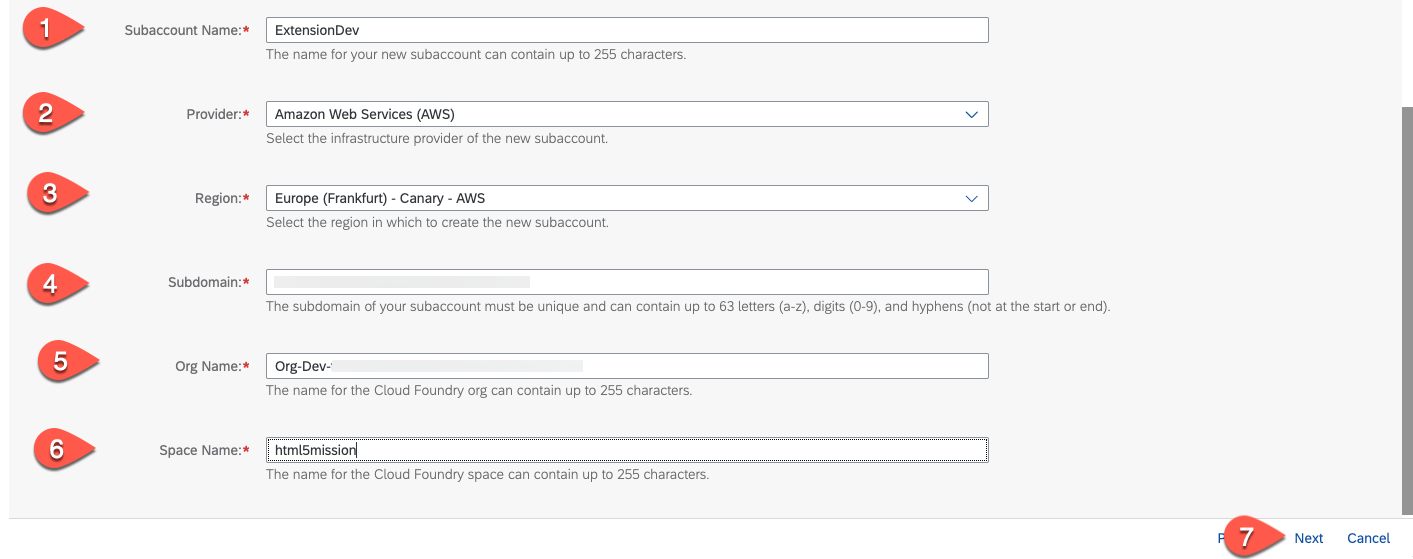 1 Subaccount Name:* ExtensionDev
The name for your new subaccount can contain up to 255 characters.
2 Provider:* Amazon Web Services (AWS)
Select the infrastructure provider of the new subaccount.
3 Region:* Europe (Frankfurt) - Canary - AWS
Select the region in which to create the new subaccount.
4 Subdomain:*
The subdomain of your subaccount must be unique and can contain up to 63 letters (a-z), digits (0-9), and hyphens (not at the start or end).
5 Org Name:* Org-Dev-
The name for the Cloud Foundry org can contain up to 255 characters.
6 Space Name:* html5mission
The name for the Cloud Foundry space can contain up to 255 characters.
7 Next Cancel